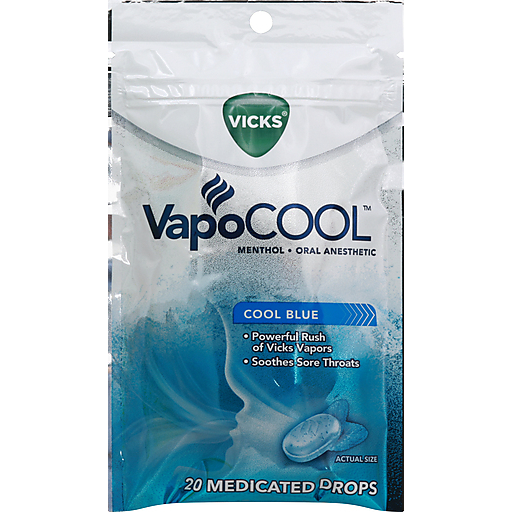 VICKS®
VapoCOOL™
MENTHOL • ORAL ANESTHETIC
COOL BLUE
• Powerful Rush
of Vicks Vapors
• Soothes Sore Throats
ACTUAL SIZE
20 MEDICATED DROPS